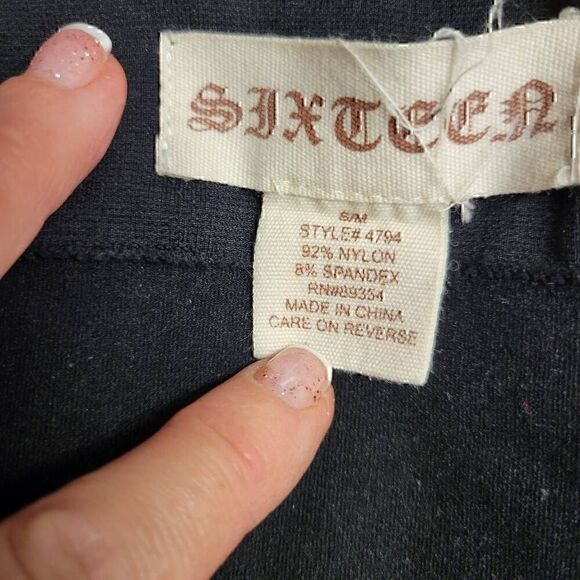 SIXTEEN
S/M
STYLE# 4794
92% NYLON
8% SPANDEX
RN#89354
MADE IN CHINA
CARE ON REVERSE